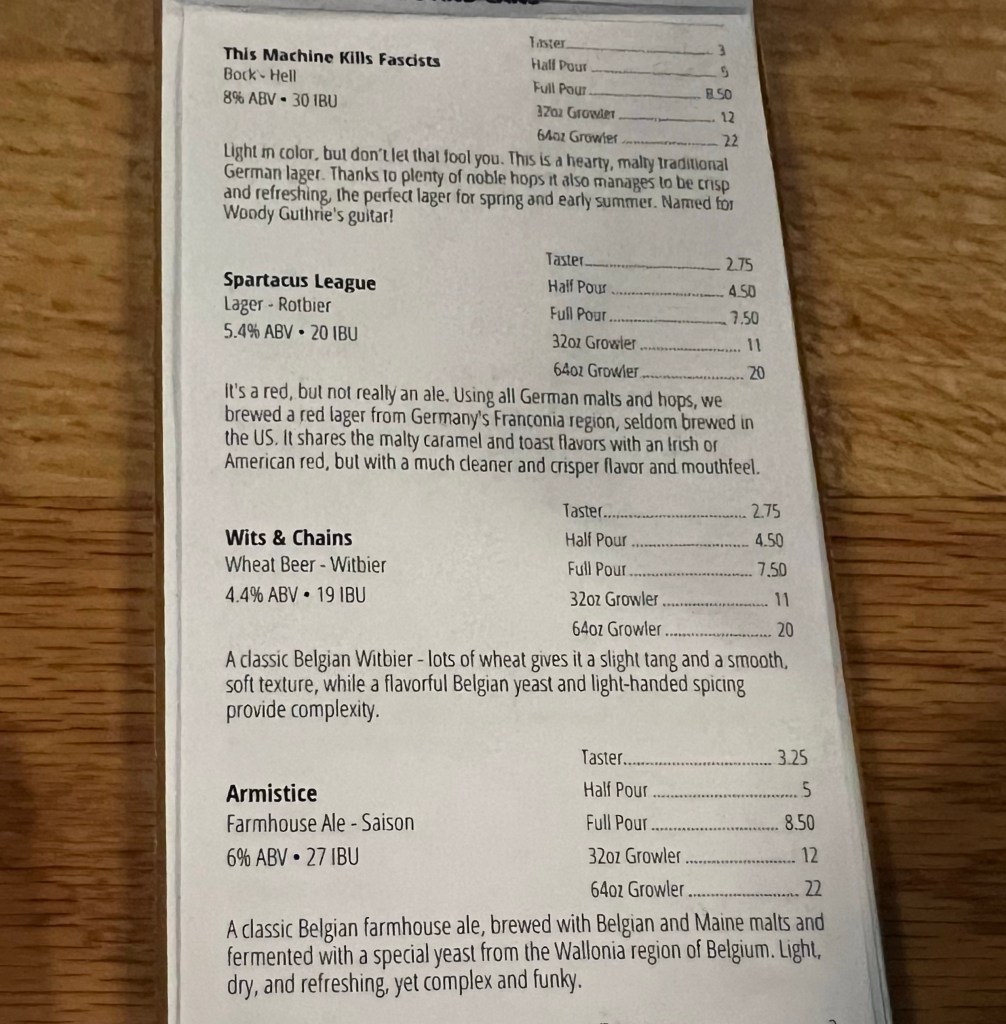 This Machine Kills Fascists
Bock - Hell
8% ABV • 30 IBU
Taster 3
Half Pour 5
Full Pour 8.50
32oz Growler 12
64oz Growler 22
Light in color, but don't let that fool you. This is a hearty, malty traditional
German lager. Thanks to plenty of noble hops it also manages to be crisp
and refreshing, the perfect lager for spring and early summer. Named for
Woody Guthrie's guitar!
Spartacus League
Lager - Rotbier
5.4% ABV • 20 IBU
Taster 2.75
Half Pour 4.50
Full Pour 7.50
32oz Growler 11
64oz Growler 20
It's a red, but not really an ale. Using all German malts and hops, we
brewed a red lager from Germany's Franconia region, seldom brewed in
the US. It shares the malty caramel and toast flavors with an Irish or
American red, but with a much cleaner and crisper flavor and mouthfeel.
Wits & Chains
Wheat Beer - Witbier
4.4% ABV • 19 IBU
Taster 2.75
Half Pour 4.50
Full Pour 7.50
32oz Growler 11
64oz Growler 20
A classic Belgian Witbier - lots of wheat gives it a slight tang and a smooth,
soft texture, while a flavorful Belgian yeast and light-handed spicing
provide complexity.
Armistice
Farmhouse Ale - Saison
6% ABV • 27 IBU
Taster 3.25
Half Pour 5
Full Pour 8.50
32oz Growler 12
64oz Growler 22
A classic Belgian farmhouse ale, brewed with Belgian and Maine malts and
fermented with a special yeast from the Wallonia region of Belgium. Light,
dry, and refreshing, yet complex and funky.